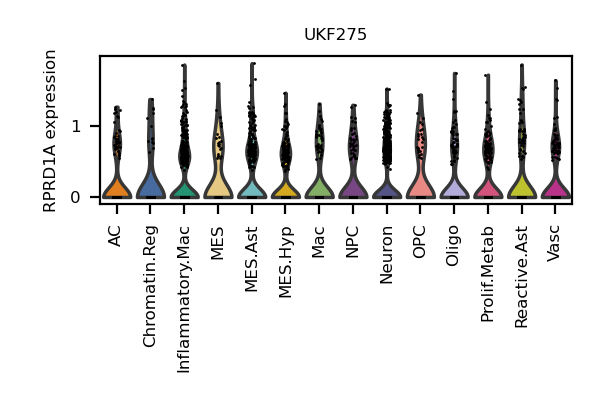 UKF275
RPRD1A expression
1
0
AC
Chromatin.Reg
Inflammatory.Mac
MES
MES.Ast
MES.Hyp
Mac
NPC
Neuron
OPC
Oligo
Prolif.Metab
Reactive.Ast
Vasc